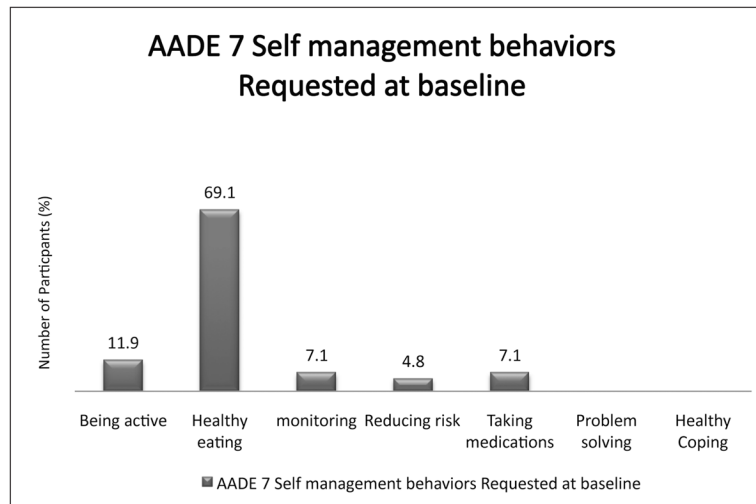 AADE 7 Self management behaviors
Requested at baseline
Number of Particpants (%)
11.9
69.1
7.1
4.8
7.1
Being active
Healthy
eating
monitoring
Reducing risk
Taking
medications
Problem
solving
Healthy
Coping
AADE 7 Self management behaviors Requested at baseline